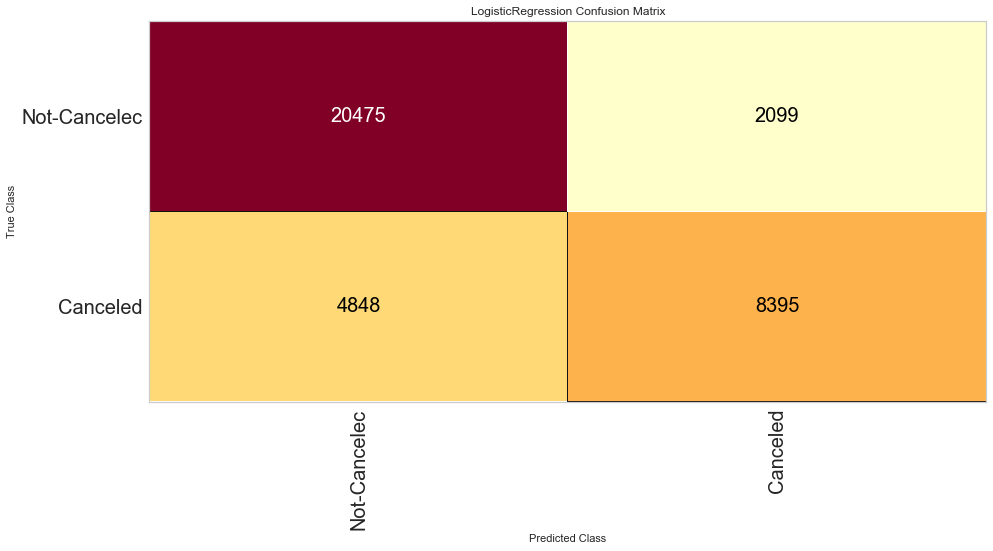 LogisticRegression Confusion Matrix
Not-Cancelec
20475
2099
True Class
Canceled
4848
8395
Not-Cancelec
Canceled
Predicted Class